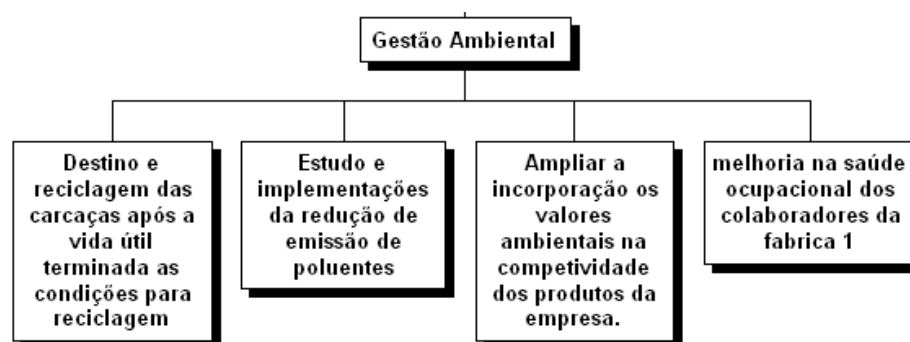 Gestão Ambiental
Destino e
reciclagem das
carcaças após a
vida útil
terminada as
condições para
reciclagem
Estudo e
implementações
da redução de
emissão de
poluentes
Ampliar a
incorporação os
valores
ambientais na
competividade
dos produtos da
empresa.
melhoria na saúde
ocupacional dos
colaboradores da
fabrica 1